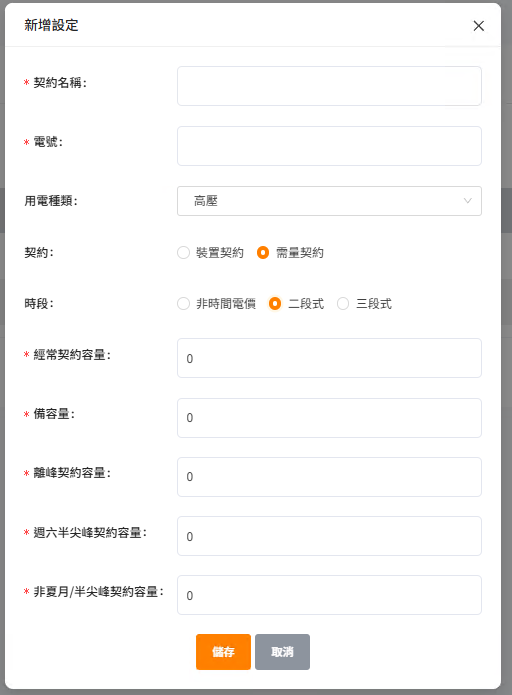 新增設定
* 契約名稱：
* 電號：
用電種類： 高壓
契約： 裝置契約 需量契約
時段： 非時間電價 二段式 三段式
* 經常契約容量： 0
* 備容量： 0
* 離峰契約容量： 0
* 週六半尖峰契約容量： 0
* 非夏月/半尖峰契約容量： 0
儲存 取消